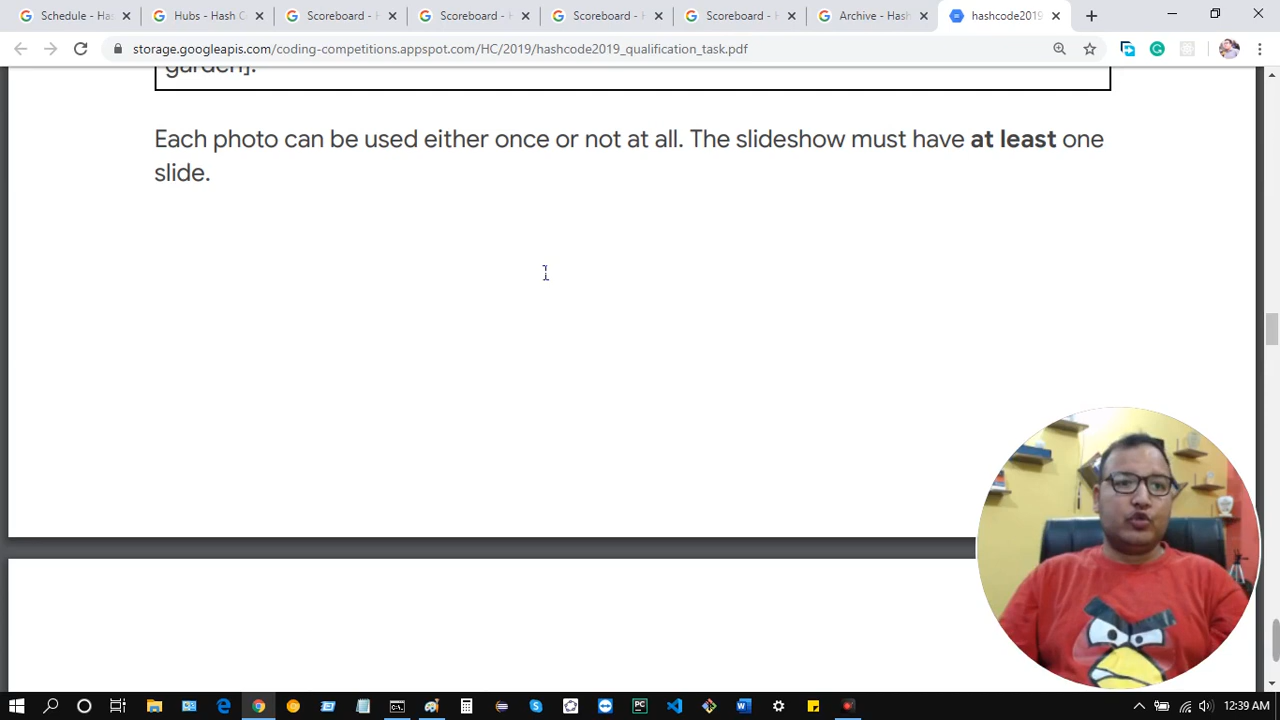 Schedule - Has
Hubs - Hash C
Scoreboard - H
Scoreboard - H
Scoreboard - H
Scoreboard - H
Archive - Hash
hashcode2019
storage.googleapis.com/coding-competitions.appspot.com/HC/2019/hashcode2019_qualification_task.pdf
garden].
Each photo can be used either once or not at all. The slideshow must have at least one
slide.
12:39 AM